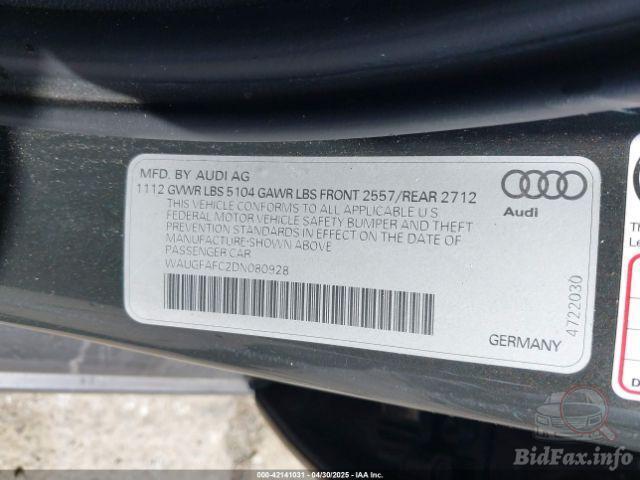 MFD. BY AUDI AG
1112 GVWR LBS 5104 GAWR LBS FRONT 2557/REAR 2712
THIS VEHICLE CONFORMS TO ALL APPLICABLE U S
FEDERAL MOTOR VEHICLE SAFETY BUMPER AND THEFT
PREVENTION STANDARDS IN EFFECT ON THE DATE OF
MANUFACTURE-SHOWN ABOVE
PASSENGER CAR
WAUGFAFC2DN080928
Audi
GERMANY
4722030
Th
Le
D
000-42141031 - 04/30/2025 - IAA Inc.
BidFax.info